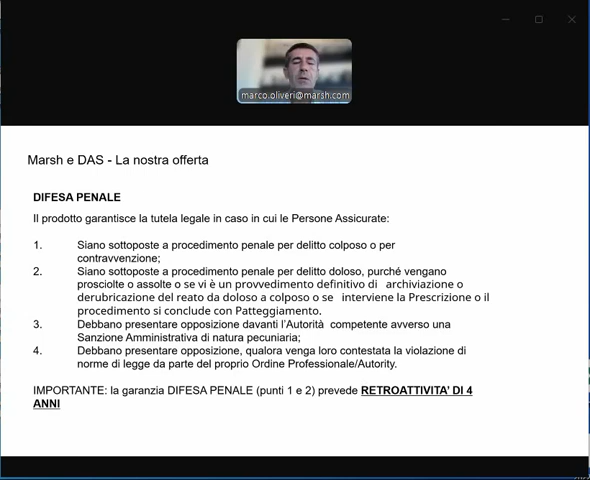 marco.oliveri@marsh.com
Marsh e DAS - La nostra offerta
DIFESA PENALE
Il prodotto garantisce la tutela legale in caso in cui le Persone Assicurate:
1. Siano sottoposte a procedimento penale per delitto colposo o per
contravvenzione;
2. Siano sottoposte a procedimento penale per delitto doloso, purché vengano
prosciolte o assolte o se vi è un provvedimento definitivo di archiviazione o
derubricazione del reato da doloso a colposo o se interviene la Prescrizione o il
procedimento si conclude con Patteggiamento.
3. Debbano presentare opposizione davanti l'Autorità competente avverso una
Sanzione Amministrativa di natura pecuniaria;
4. Debbano presentare opposizione, qualora venga loro contestata la violazione di
norme di legge da parte del proprio Ordine Professionale/Autority.
IMPORTANTE: la garanzia DIFESA PENALE (punti 1 e 2) prevede RETROATTIVITA' DI 4
ANNI